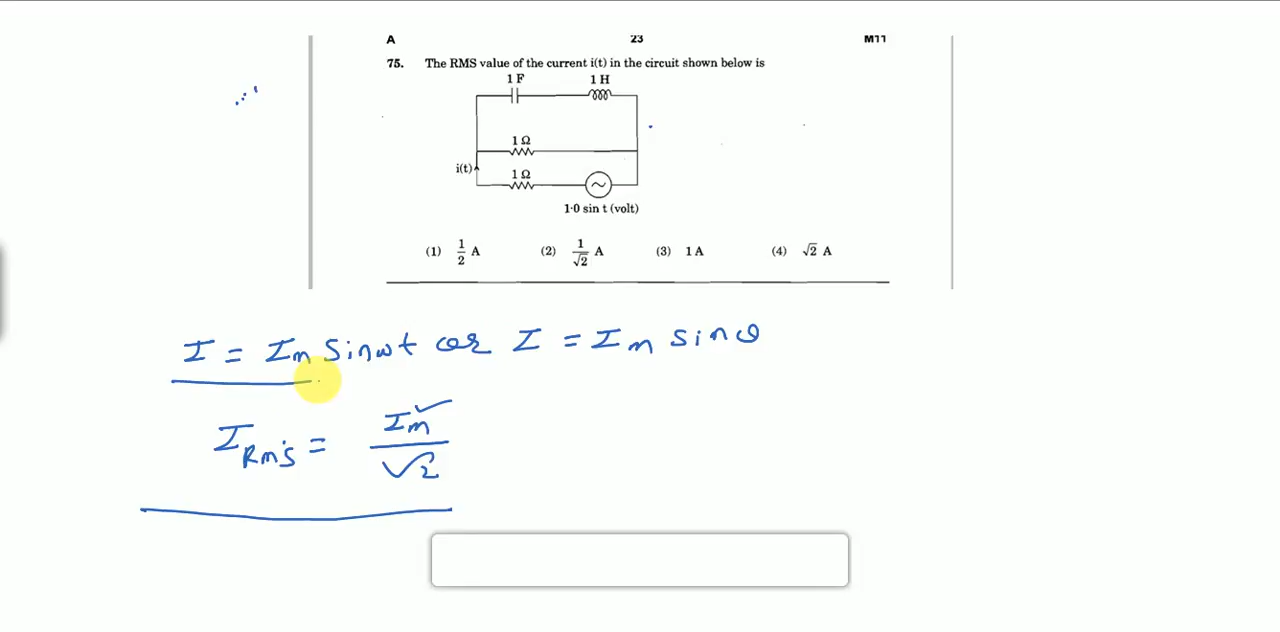 A 23 M11
75. The RMS value of the current i(t) in the circuit shown below is
1 F 1 H
1 Ω
i(t)
1 Ω
1·0 sin t (volt)
(1) 1/2 A (2) 1/√2 A (3) 1 A (4) √2 A
I = Im Sinωt or I = Im sinθ
IRms = Im/√2